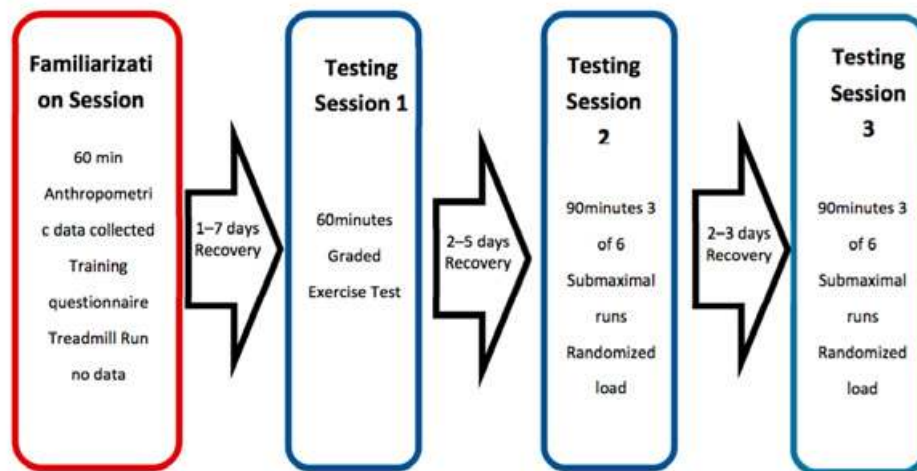 Familiarizati
on Session
60 min
Anthropometri
c data collected
Training
questionnaire
Treadmill Run
no data
1–7 days
Recovery
Testing
Session 1
60minutes
Graded
Exercise Test
2–5 days
Recovery
Testing
Session
2
90minutes 3
of 6
Submaximal
runs
Randomized
load
2–3 days
Recovery
Testing
Session
3
90minutes 3
of 6
Submaximal
runs
Randomized
load